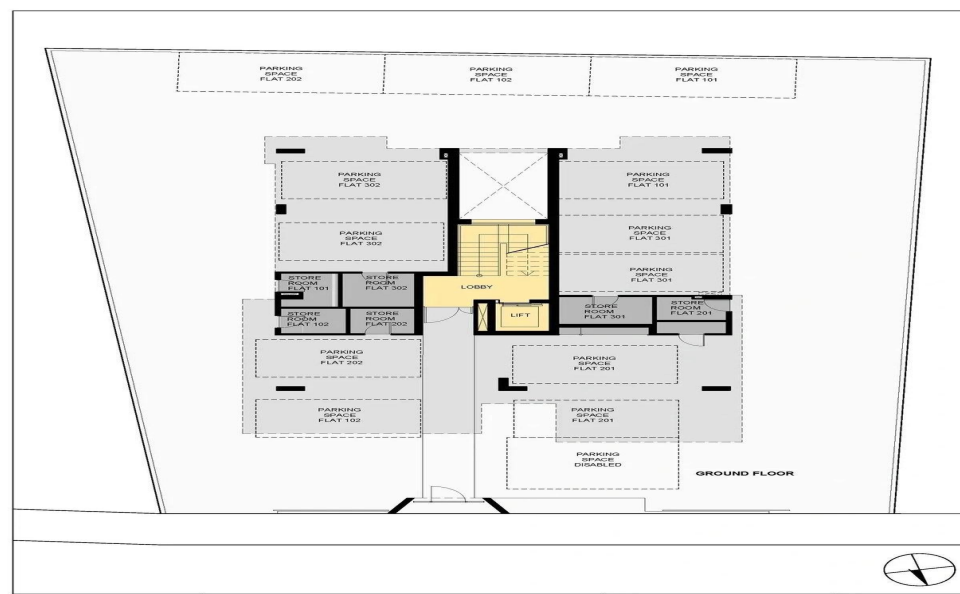 PARKING
SPACE
FLAT 202
PARKING
SPACE
FLAT 102
PARKING
SPACE
FLAT 101
PARKING
SPACE
FLAT 302
PARKING
SPACE
FLAT 101
PARKING
SPACE
FLAT 302
PARKING
SPACE
FLAT 301
PARKING
SPACE
FLAT 301
STORE
ROOM
FLAT 101
STORE
ROOM
FLAT 302
LOBBY
STORE
ROOM
FLAT 102
STORE
ROOM
FLAT 202
LIFT
STORE
ROOM
FLAT 301
STORE
ROOM
FLAT 201
PARKING
SPACE
FLAT 202
PARKING
SPACE
FLAT 201
PARKING
SPACE
FLAT 102
PARKING
SPACE
FLAT 201
PARKING
SPACE
DISABLED
GROUND FLOOR